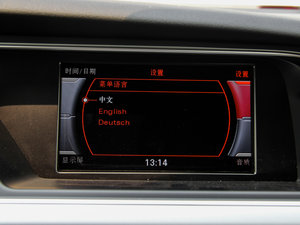 时间/日期 设置 设置
菜单语言
中文
English
Deutsch
显示屏 13:14 音质